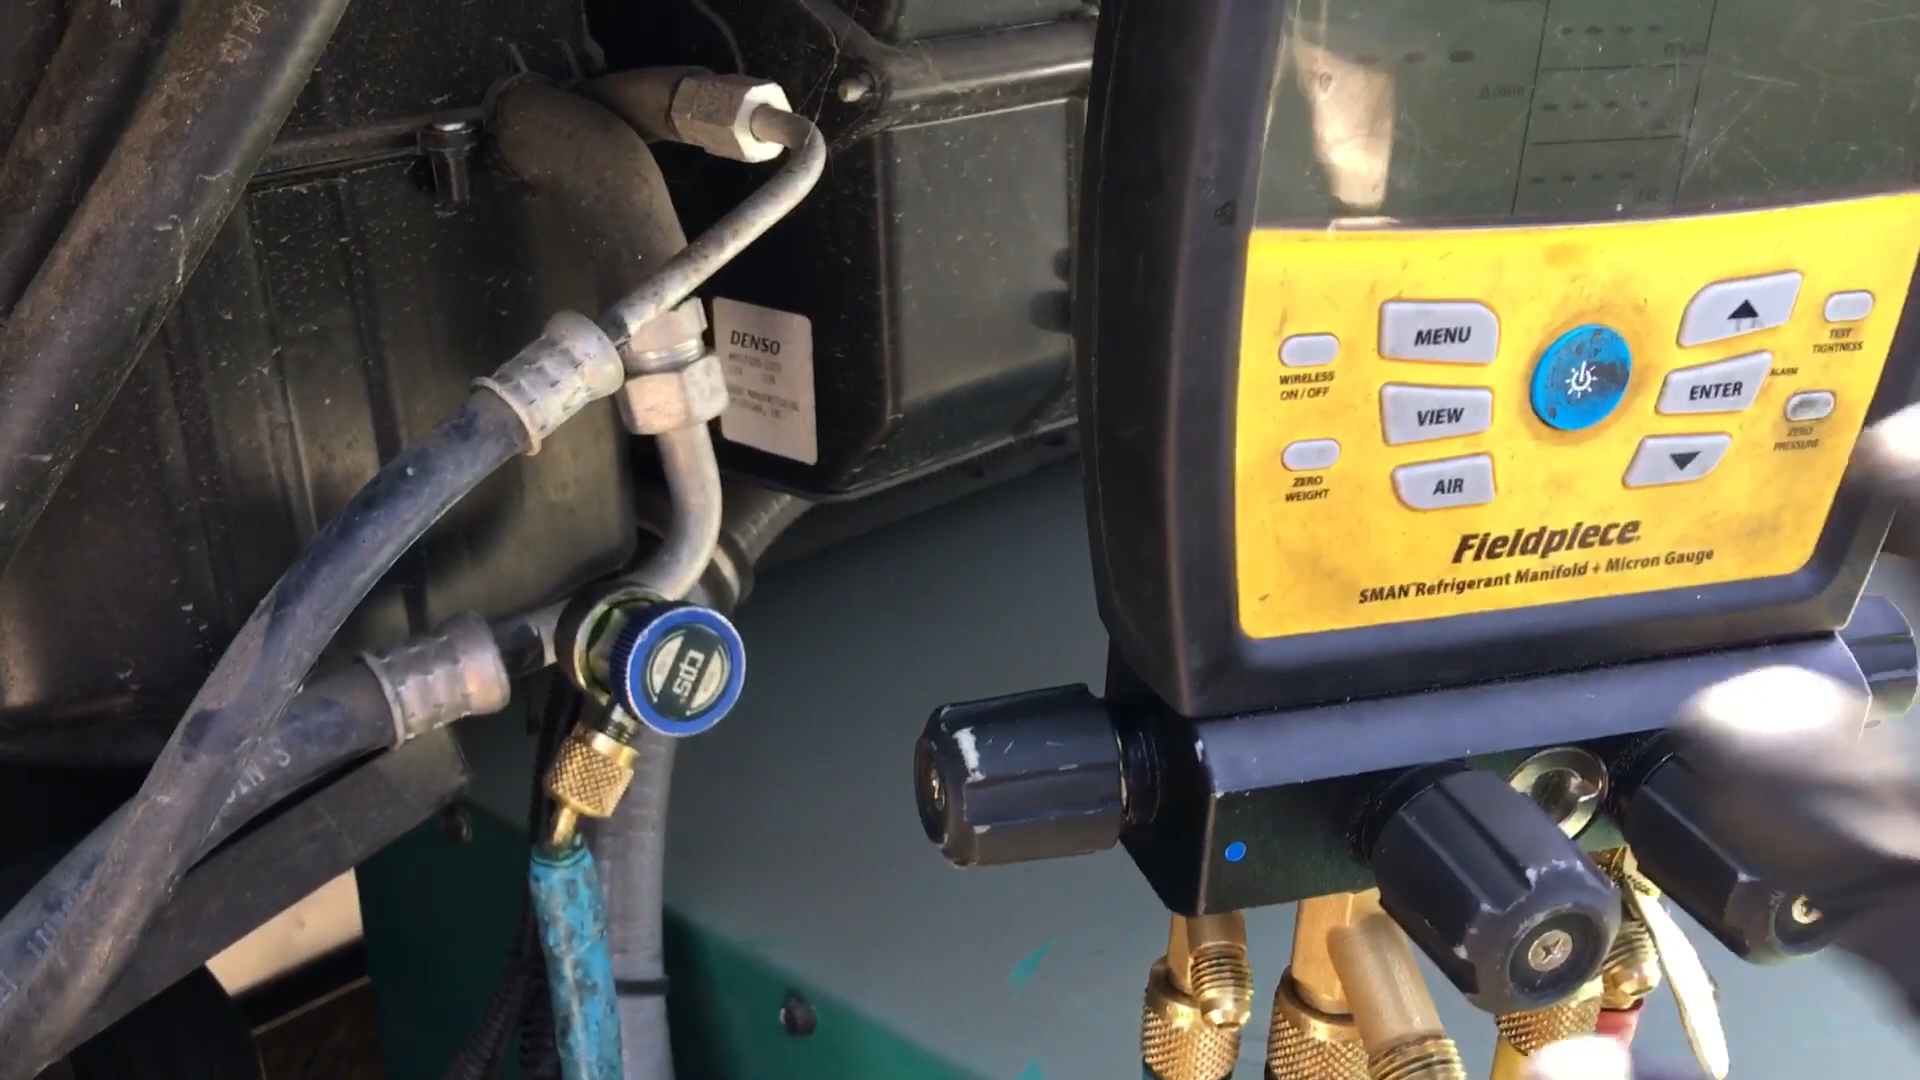 DENSO
MENU
VIEW
AIR
WIRELESS
ON / OFF
ZERO
WEIGHT
ENTER
ALARM
TEST
TIGHTNESS
ZERO
PRESSURE
Fieldpiece
SMAN Refrigerant Manifold + Micron Gauge
cps